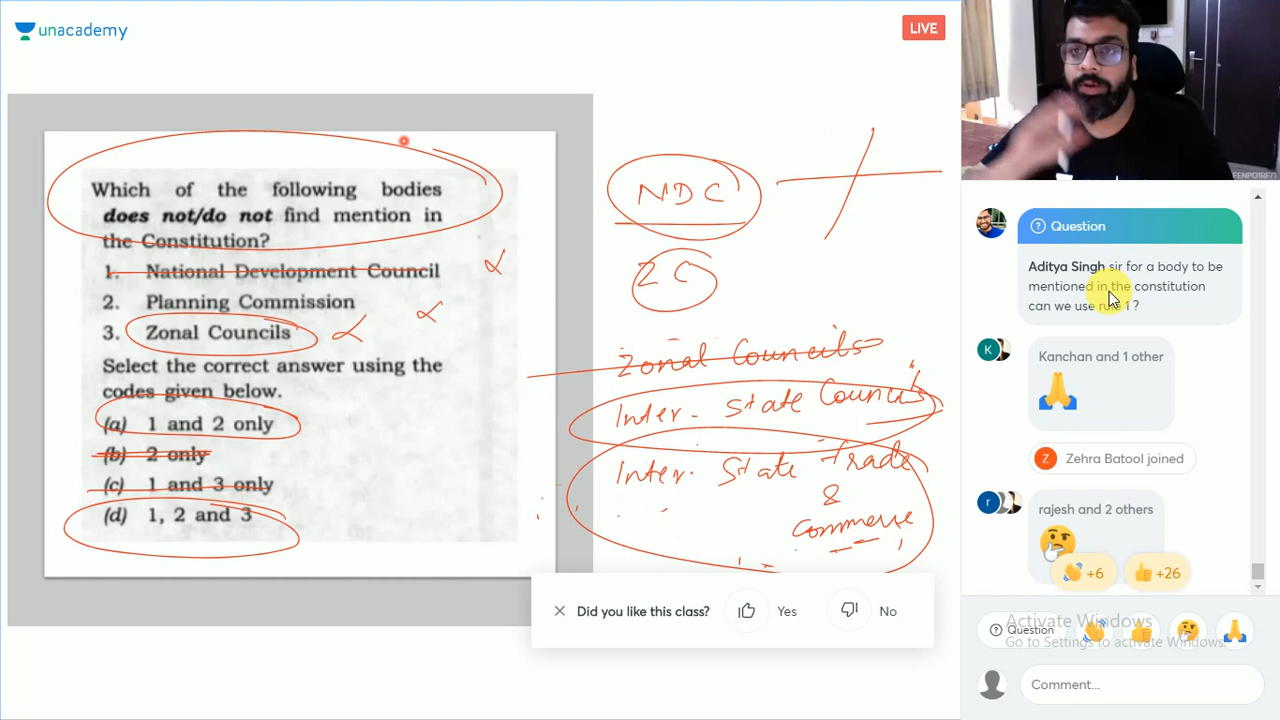 unacademy
LIVE
Which of the following bodies
does not/do not find mention in
the Constitution?
1. National Development Council
2. Planning Commission
3. Zonal Councils
Select the correct answer using the
codes given below.
(a) 1 and 2 only
(b) 2 only
(c) 1 and 3 only
(d) 1, 2 and 3
NDC
ZC
Zonal Councils
Inter-State Councils
Inter-State Trade
&
Commerse
Did you like this class?
Yes
No
FENPO1RF71
Question
Aditya Singh sir for a body to be
mentioned in the constitution
can we use rule 1 ?
K
Kanchan and 1 other
Z
Zehra Batool joined
r
rajesh and 2 others
+6
+26
Activate Windows
Go to Settings to activate Windows.
Question
Comment...